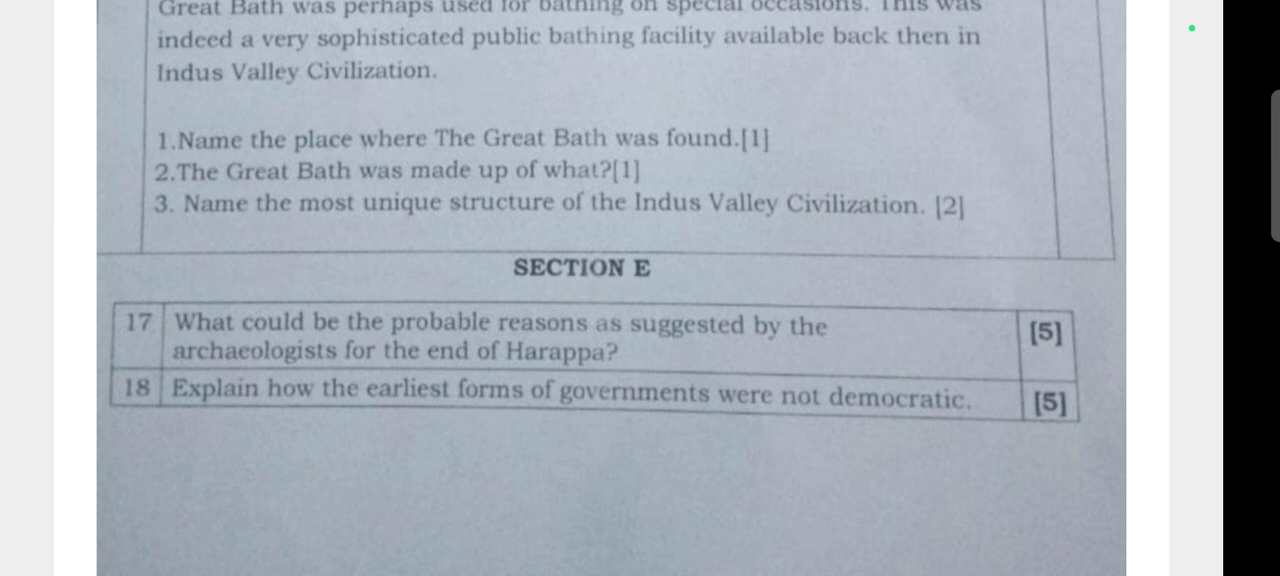 Great Bath was perhaps used for bathing on special occasions. This was
indeed a very sophisticated public bathing facility available back then in
Indus Valley Civilization.
1.Name the place where The Great Bath was found.[1]
2.The Great Bath was made up of what?[1]
3. Name the most unique structure of the Indus Valley Civilization. [2]
SECTION E
17 What could be the probable reasons as suggested by the [5]
archaeologists for the end of Harappa?
18 Explain how the earliest forms of governments were not democratic. [5]